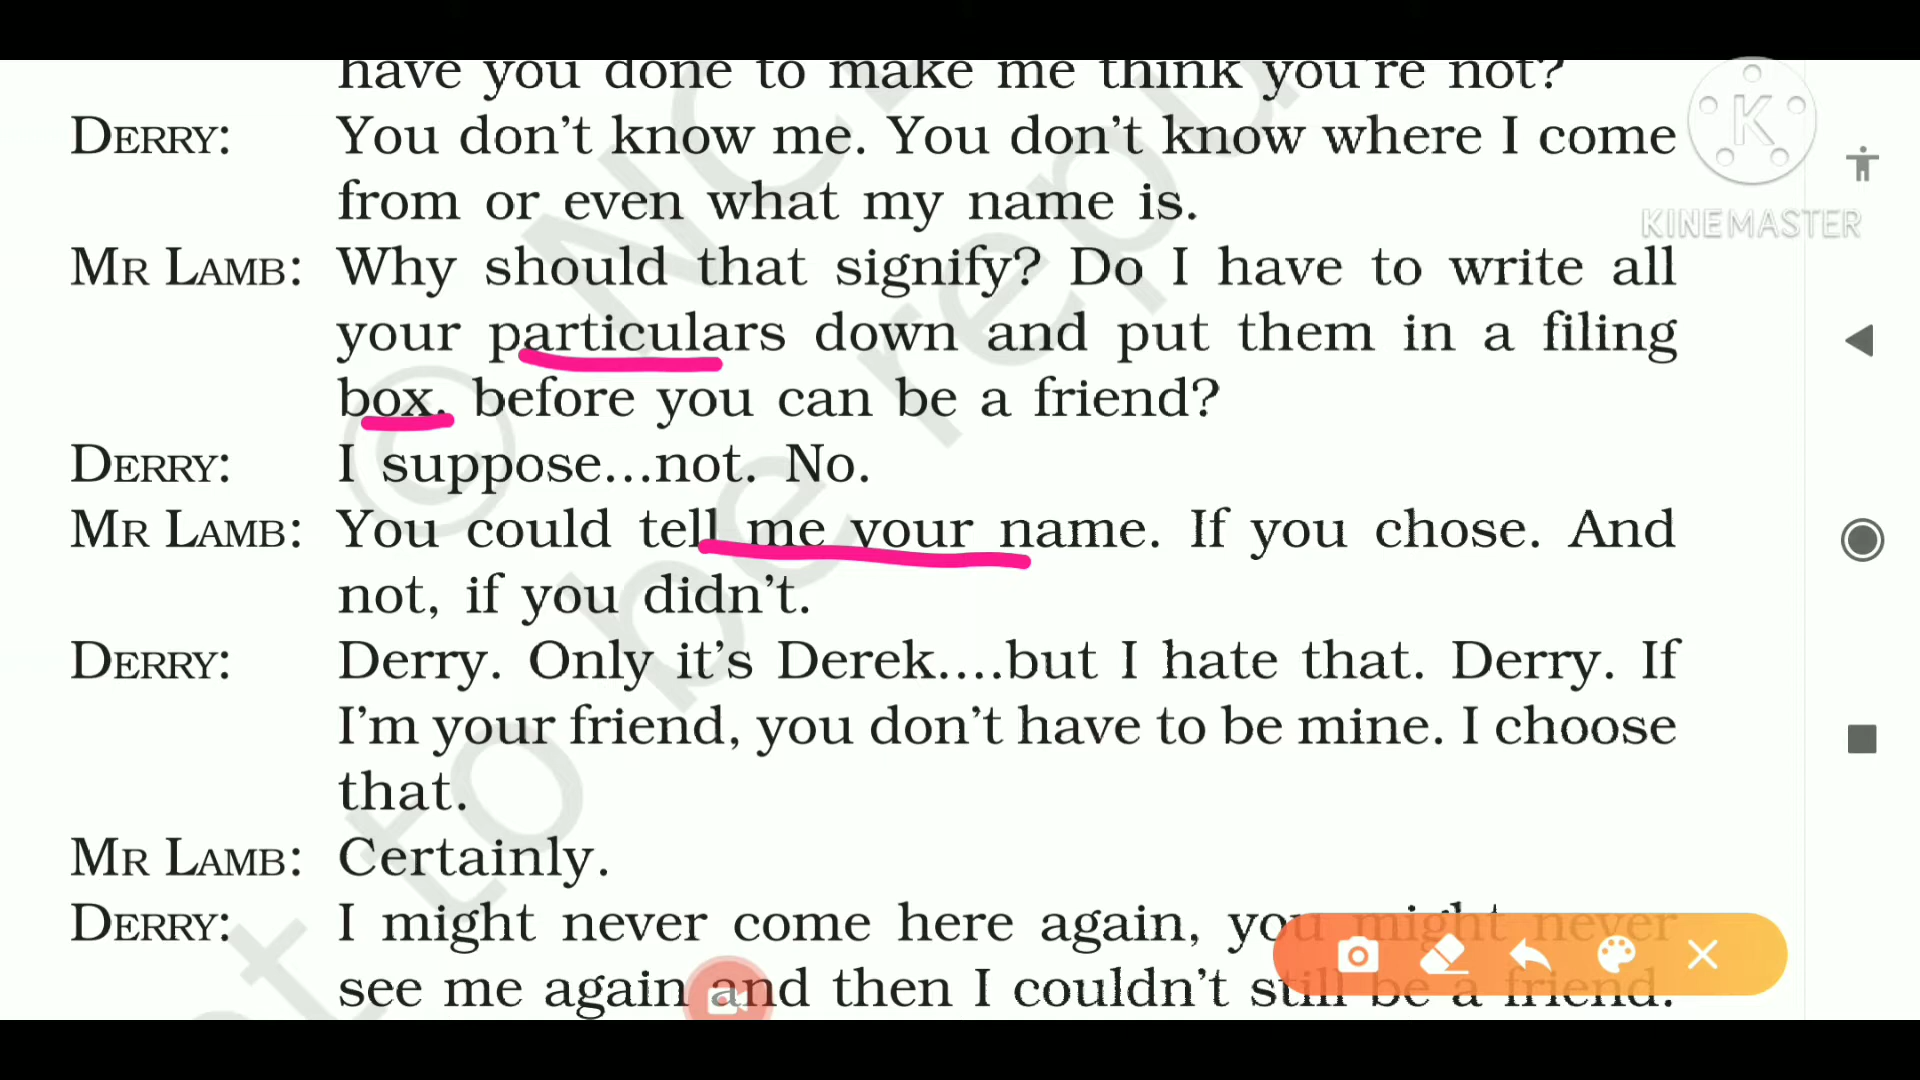 have you done to make me think you're not?
DERRY: You don't know me. You don't know where I come
from or even what my name is.
MR LAMB: Why should that signify? Do I have to write all
your particulars down and put them in a filing
box, before you can be a friend?
DERRY: I suppose...not. No.
MR LAMB: You could tell me your name. If you chose. And
not, if you didn't.
DERRY: Derry. Only it's Derek....but I hate that. Derry. If
I'm your friend, you don't have to be mine. I choose
that.
MR LAMB: Certainly.
DERRY: I might never come here again, you might never
see me again and then I couldn't still be a friend.
K
KINEMASTER
© NC
be repu
t to